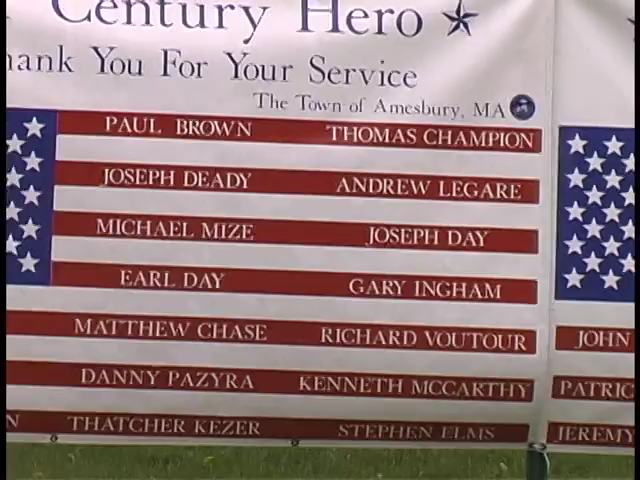 Century Hero
Thank You For Your Service
The Town of Amesbury, MA
PAUL BROWN THOMAS CHAMPION
JOSEPH DEADY ANDREW LEGARE
MICHAEL MIZE JOSEPH DAY
EARL DAY GARY INGHAM
MATTHEW CHASE RICHARD VOUTOUR JOHN
DANNY PAZYRA KENNETH MCCARTHY PATRIC
N THATCHER KEZER STEPHEN ELMS JEREMY